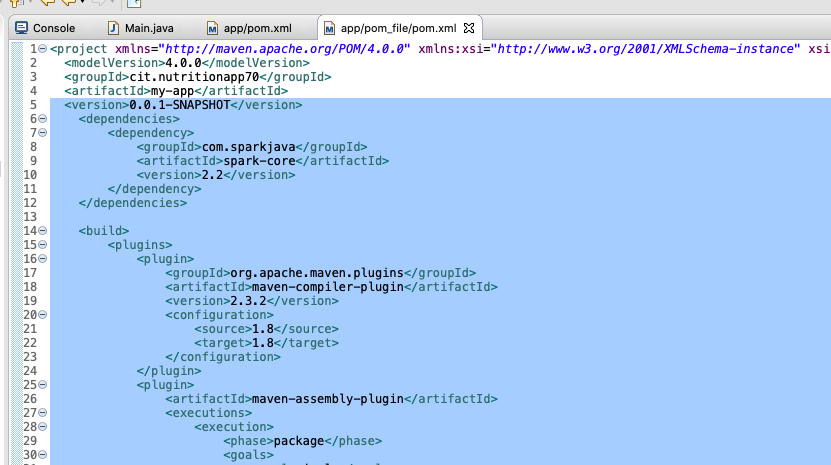 Console Main.java app/pom.xml app/pom_file/pom.xml
1 <project xmlns="http://maven.apache.org/POM/4.0.0" xmlns:xsi="http://www.w3.org/2001/XMLSchema-instance" xsi
2 <modelVersion>4.0.0</modelVersion>
3 <groupId>cit.nutritionapp70</groupId>
4 <artifactId>my-app</artifactId>
5 <version>0.0.1-SNAPSHOT</version>
6 <dependencies>
7 <dependency>
8 <groupId>com.sparkjava</groupId>
9 <artifactId>spark-core</artifactId>
10 <version>2.2</version>
11 </dependency>
12 </dependencies>
13
14 <build>
15 <plugins>
16 <plugin>
17 <groupId>org.apache.maven.plugins</groupId>
18 <artifactId>maven-compiler-plugin</artifactId>
19 <version>2.3.2</version>
20 <configuration>
21 <source>1.8</source>
22 <target>1.8</target>
23 </configuration>
24 </plugin>
25 <plugin>
26 <artifactId>maven-assembly-plugin</artifactId>
27 <executions>
28 <execution>
29 <phase>package</phase>
30 <goals>